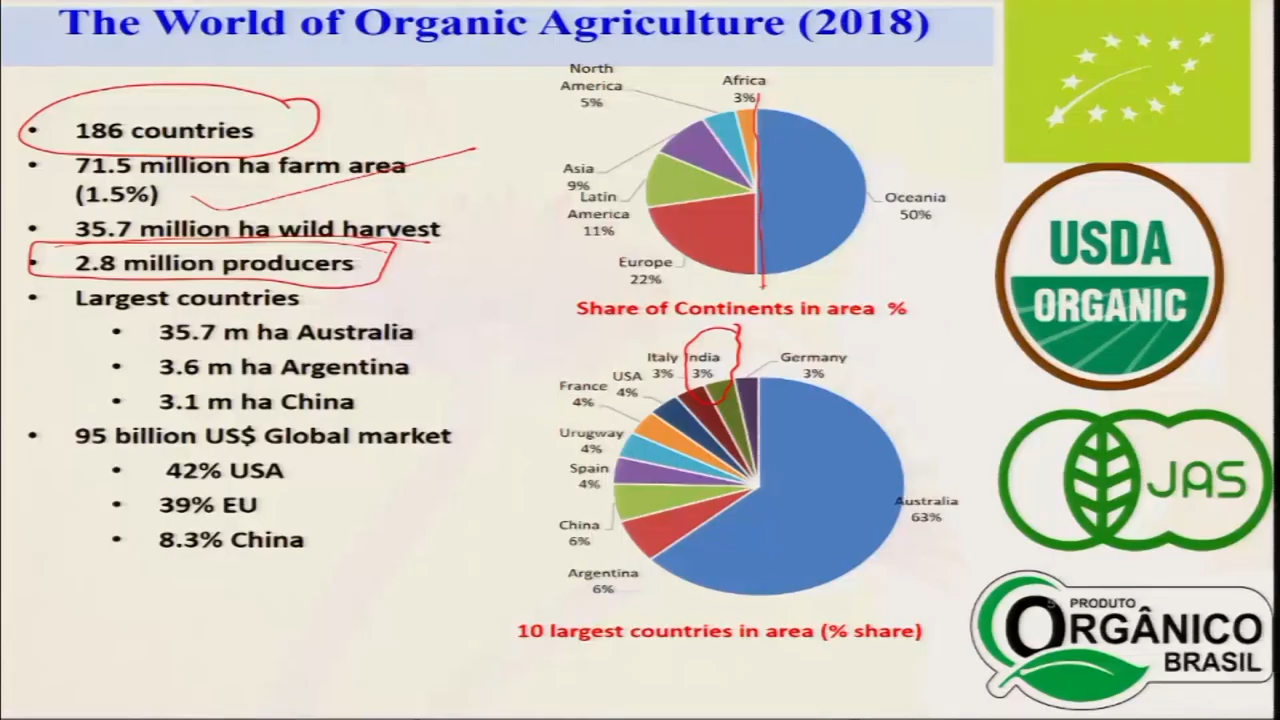 The World of Organic Agriculture (2018)
• 186 countries
• 71.5 million ha farm area
(1.5%)
• 35.7 million ha wild harvest
• 2.8 million producers
• Largest countries
• 35.7 m ha Australia
• 3.6 m ha Argentina
• 3.1 m ha China
• 95 billion US$ Global market
• 42% USA
• 39% EU
• 8.3% China
North
America
5%
Africa
3%
Asia
9%
Latin
America
11%
Oceania
50%
Europe
22%
Share of Continents in area %
Italy
3%
India
3%
Germany
3%
USA
4%
France
4%
Urugway
4%
Spain
4%
China
6%
Argentina
6%
Australia
63%
10 largest countries in area (% share)
USDA
ORGANIC
JAS
PRODUTO
ORGÂNICO
BRASIL